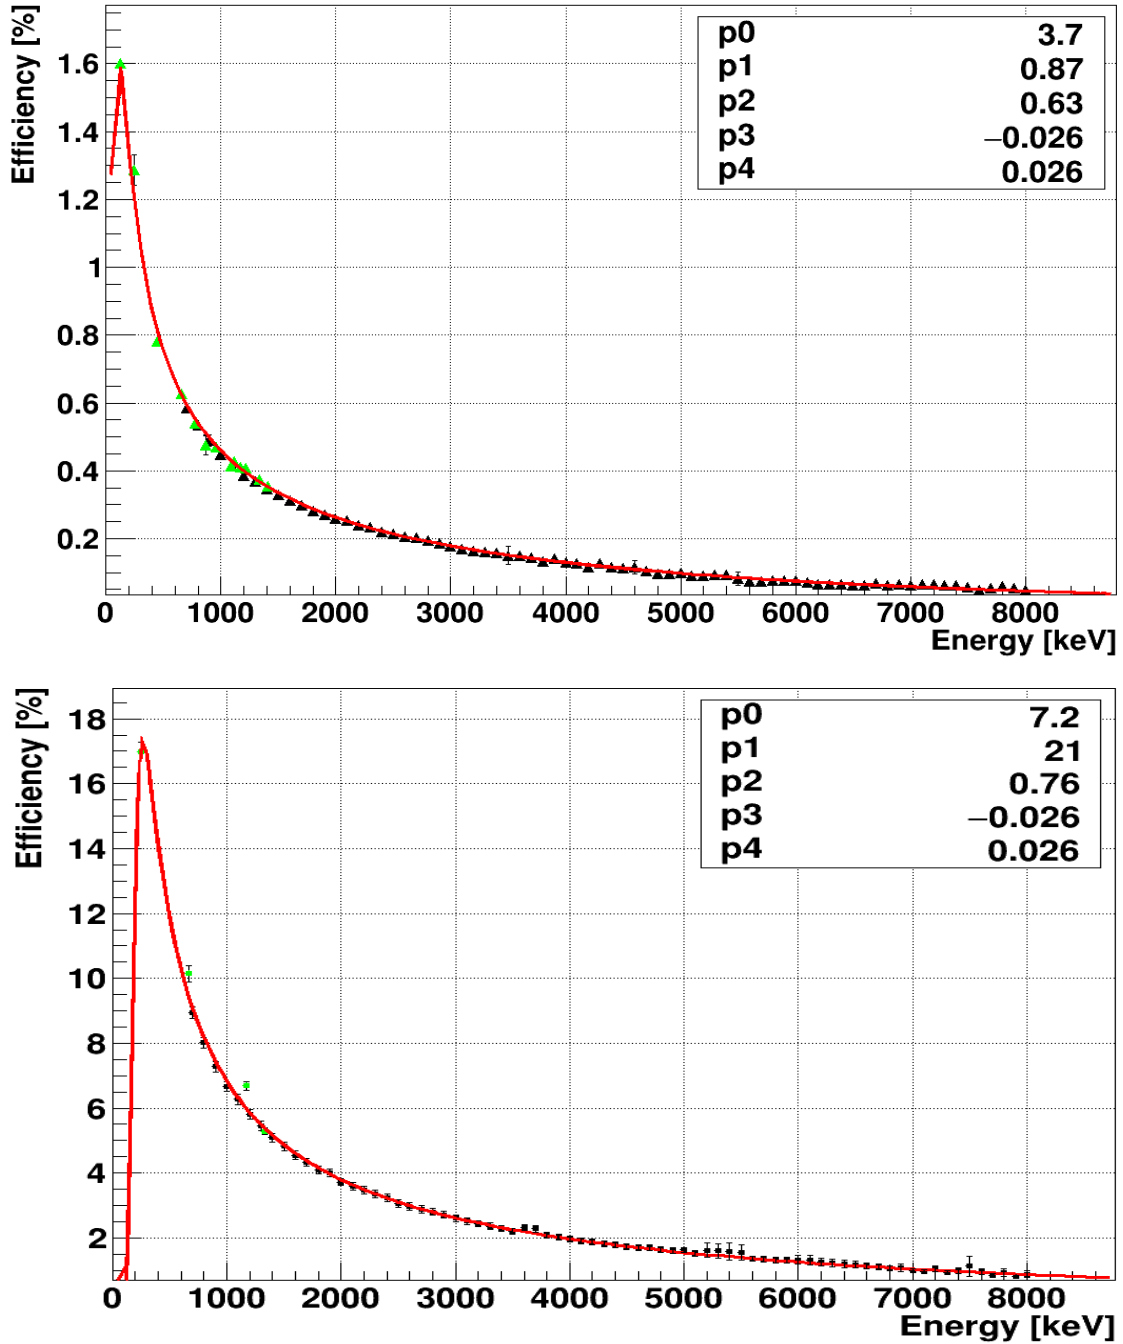 Efficiency [%]
p0 3.7
p1 0.87
p2 0.63
p3 −0.026
p4 0.026
1.6
1.4
1.2
1
0.8
0.6
0.4
0.2
0 1000 2000 3000 4000 5000 6000 7000 8000
Energy [keV]
Efficiency [%]
p0 7.2
p1 21
p2 0.76
p3 −0.026
p4 0.026
18
16
14
12
10
8
6
4
2
0 1000 2000 3000 4000 5000 6000 7000 8000
Energy [keV]